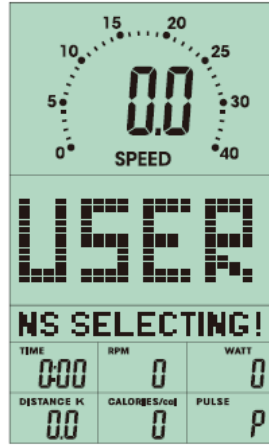 15 20
10 25
5 0.0 30
0 SPEED 40
USER
NS SELECTING!
TIME RPM WATT
0:00 0 0
DISTANCE K CALORIES/cal PULSE
0.0 0 P